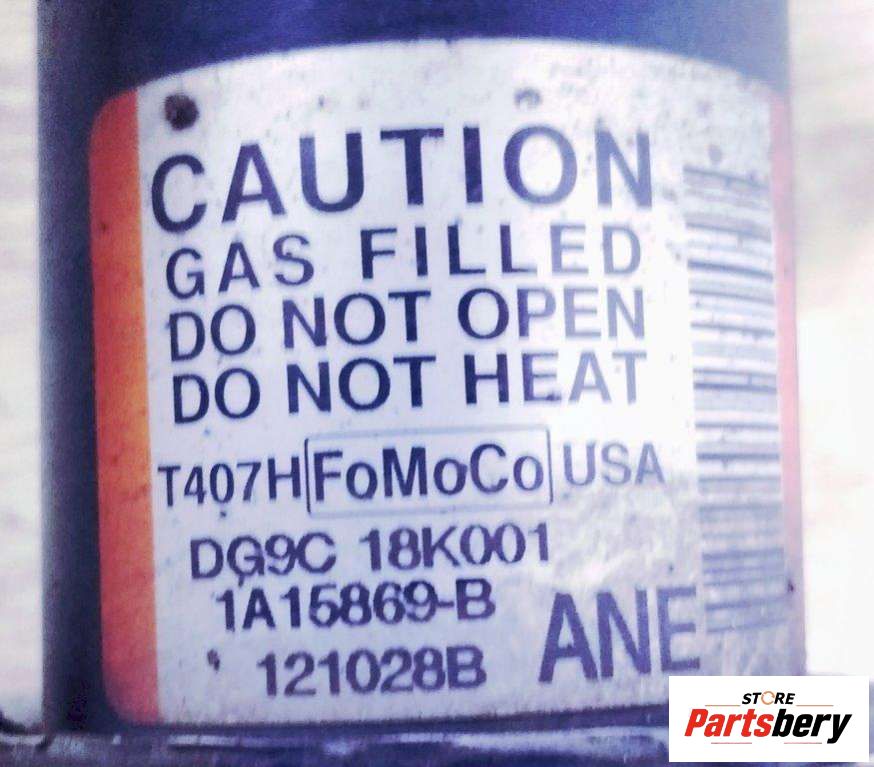 CAUTION
GAS FILLED
DO NOT OPEN
DO NOT HEAT
T407H FoMoCo USA
DG9C 18K001
1A15869-B
121028B ANE
STORE
Partsbery